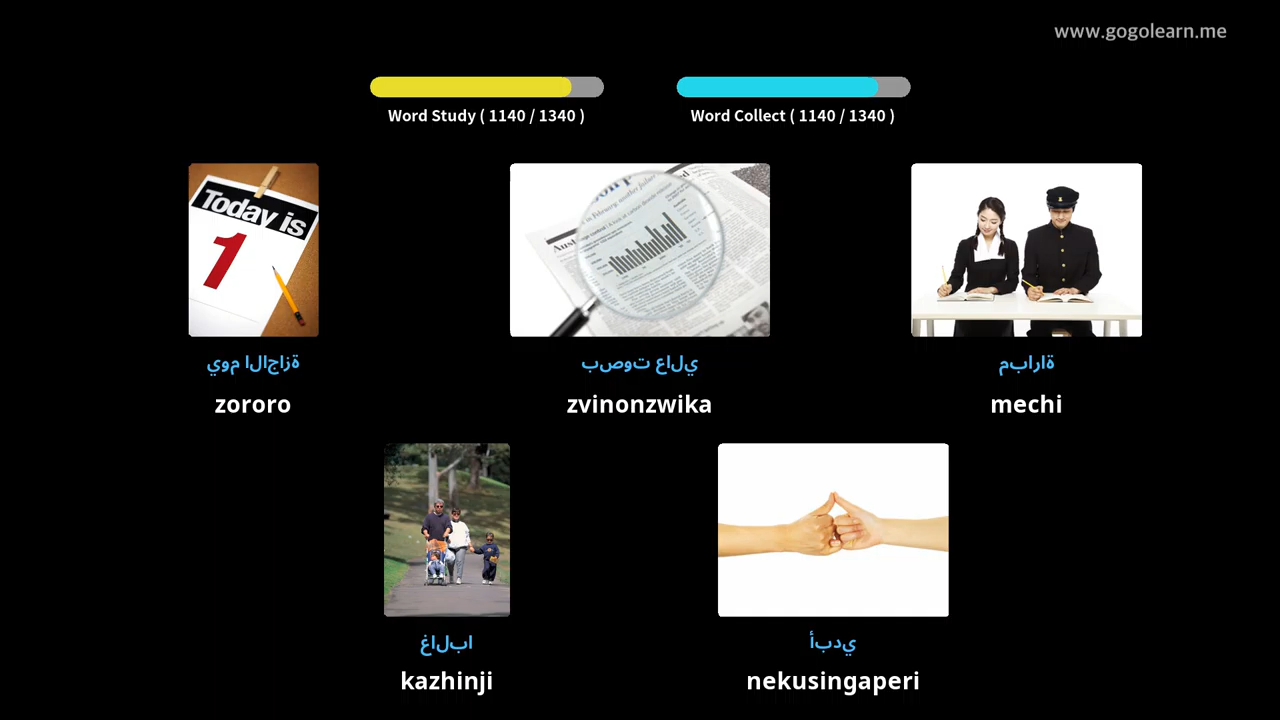 www.gogolearn.me
Word Study ( 1140 / 1340 )
Word Collect ( 1140 / 1340 )
Today is
1
يوم الاجازة
zororo
بصوت عالي
zvinonzwika
مباراة
mechi
غالبا
kazhinji
أبدي
nekusingaperi